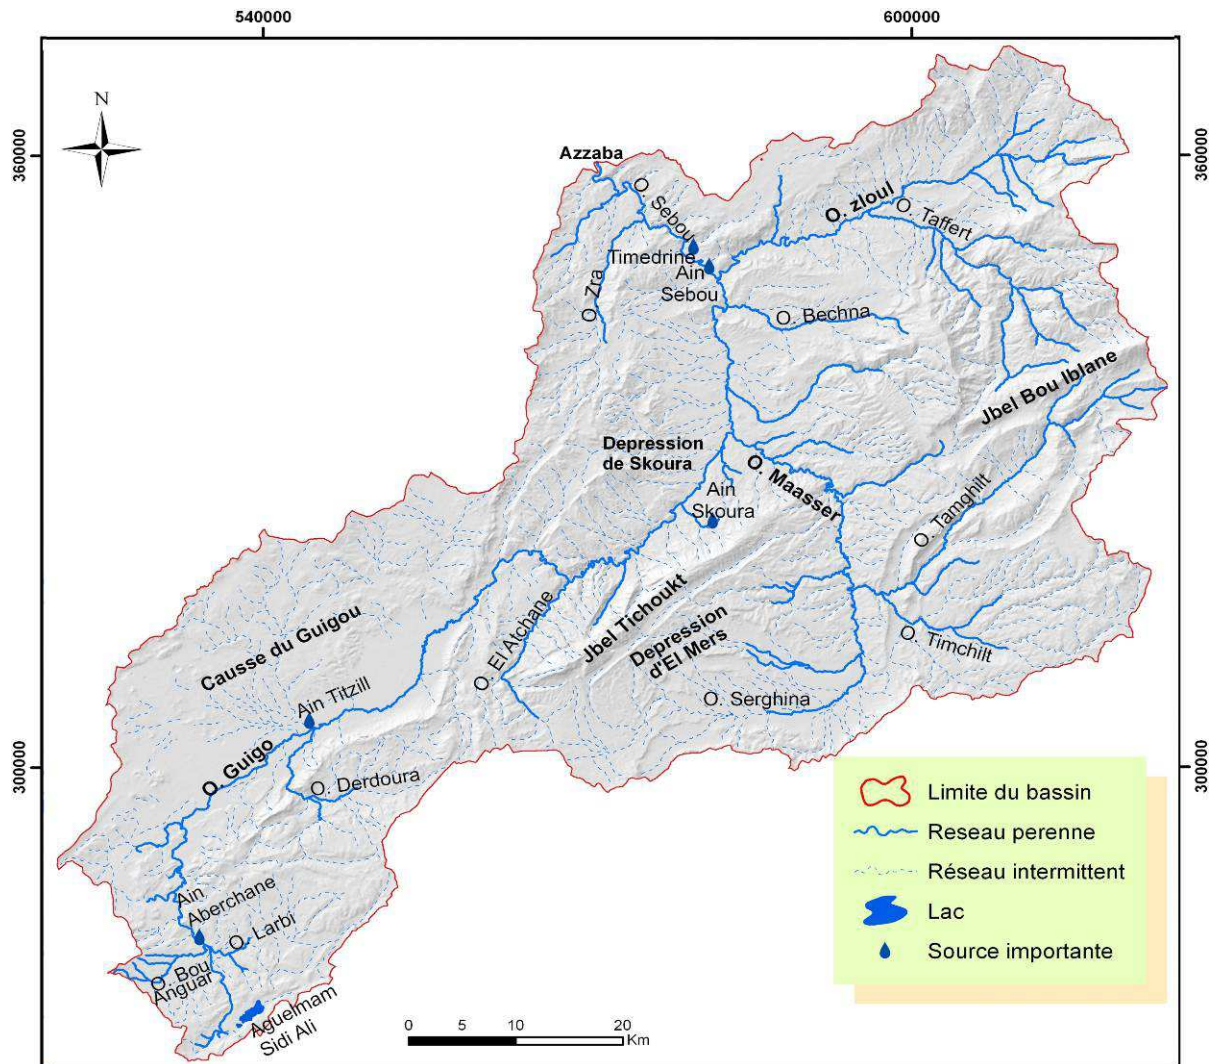 540000
600000
N
360000
360000
Azzaba
O. Sebou
O. zloul
O. Taffert
Timedrine
Ain
Sebou
O. Zra
O. Bechna
Jbel Bou Iblane
Depression
de Skoura
O. Maasser
Ain
Skoura
O. Tamghilt
O. El Atchane
Jbel Tichoukt
Depression
d'El Mers
O. Timchilt
Causse du Guigou
Ain Titzill
O. Serghina
O. Guigo
O. Derdoura
300000
300000
Ain
Aberchane
O. Larbi
O. Bou
Anguar
Aguelmam
Sidi Ali
Limite du bassin
Reseau perenne
Réseau intermittent
Lac
Source importante
0 5 10 20
Km